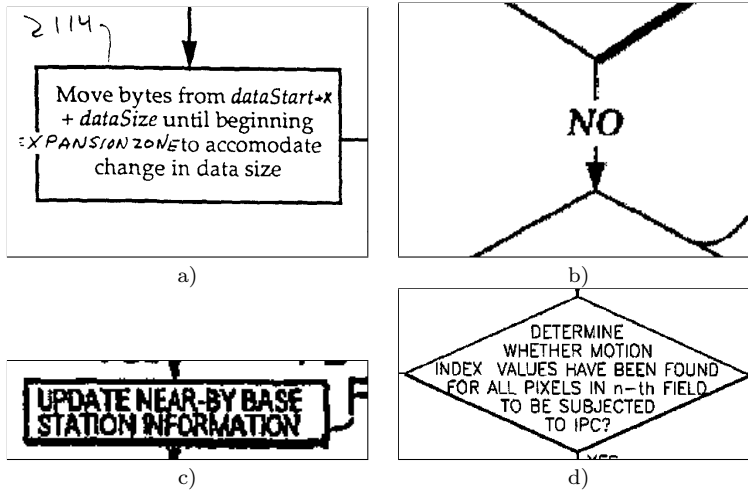 2114
Move bytes from dataStart+x
+ dataSize until beginning
EXPANSION ZONE to accomodate
change in data size
a)
NO
b)
UPDATE NEAR-BY BASE
STATION INFORMATION
c)
DETERMINE
WHETHER MOTION
INDEX VALUES HAVE BEEN FOUND
FOR ALL PIXELS IN n-th FIELD
TO BE SUBJECTED
TO IPC?
YES
d)